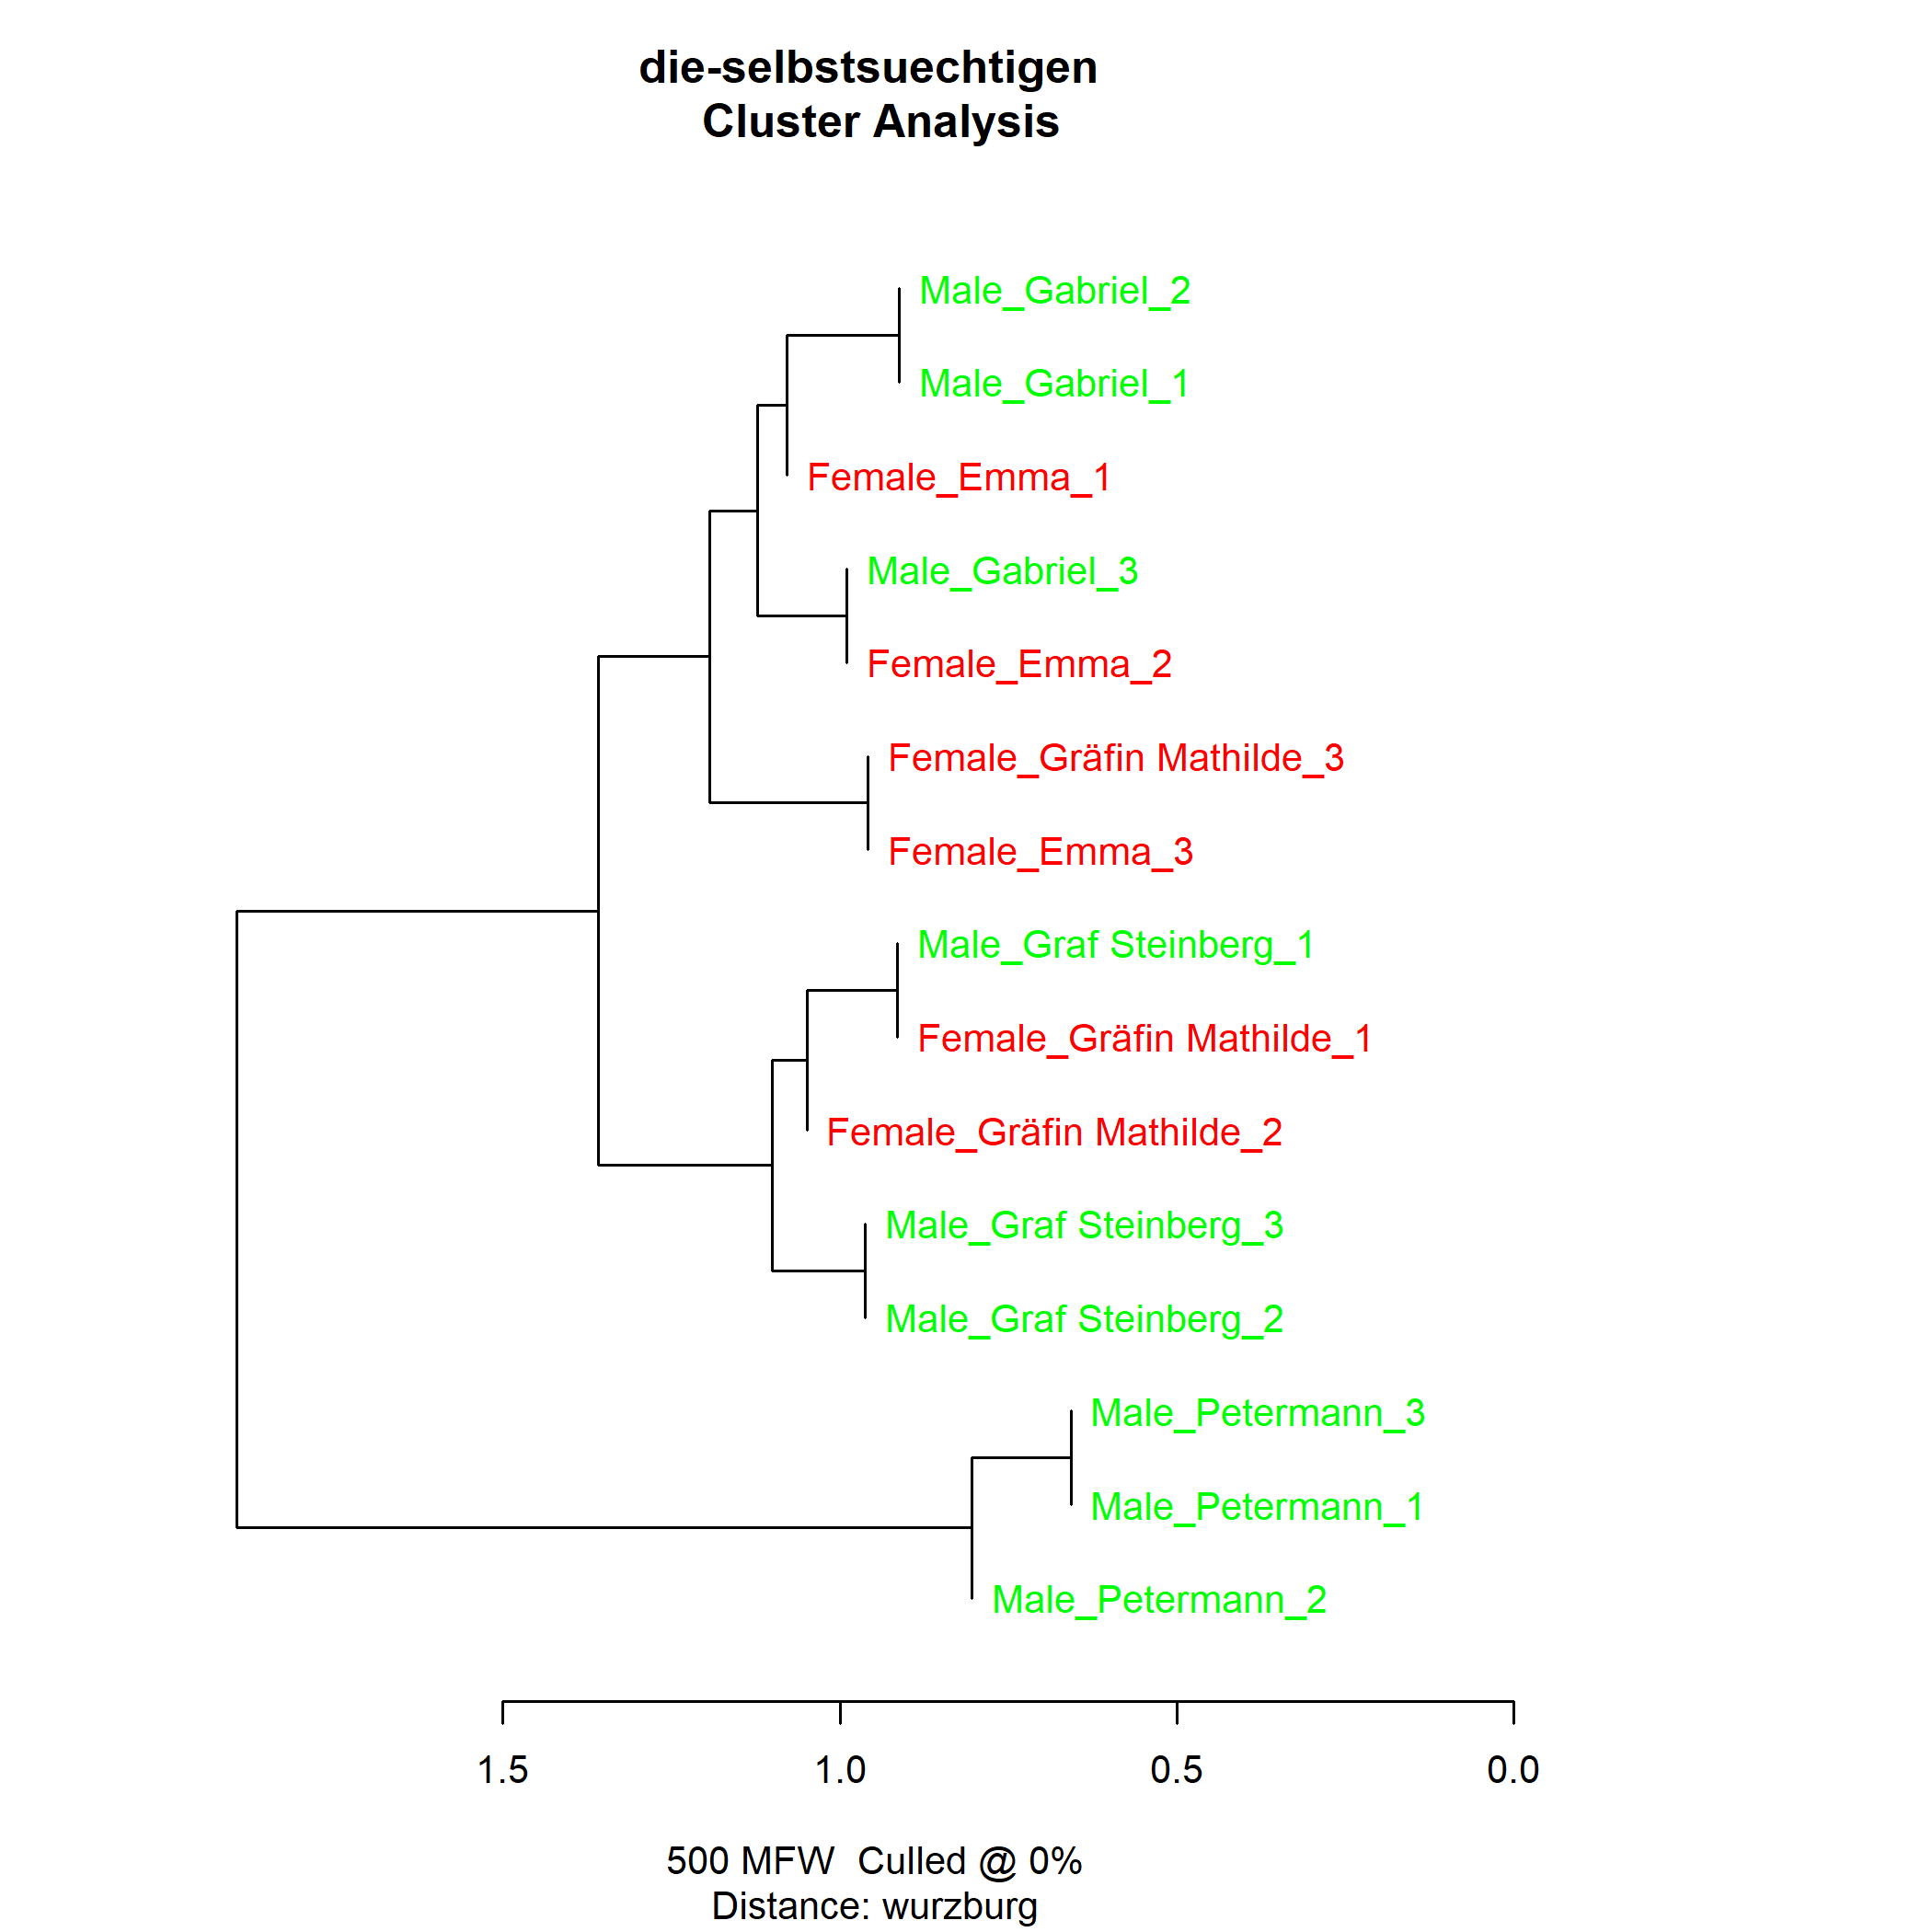 die-selbstsuechtigen
Cluster Analysis
Male_Gabriel_2
Male_Gabriel_1
Female_Emma_1
Male_Gabriel_3
Female_Emma_2
Female_Gräfin Mathilde_3
Female_Emma_3
Male_Graf Steinberg_1
Female_Gräfin Mathilde_1
Female_Gräfin Mathilde_2
Male_Graf Steinberg_3
Male_Graf Steinberg_2
Male_Petermann_3
Male_Petermann_1
Male_Petermann_2
1.5 1.0 0.5 0.0
500 MFW  Culled @ 0%
Distance: wurzburg